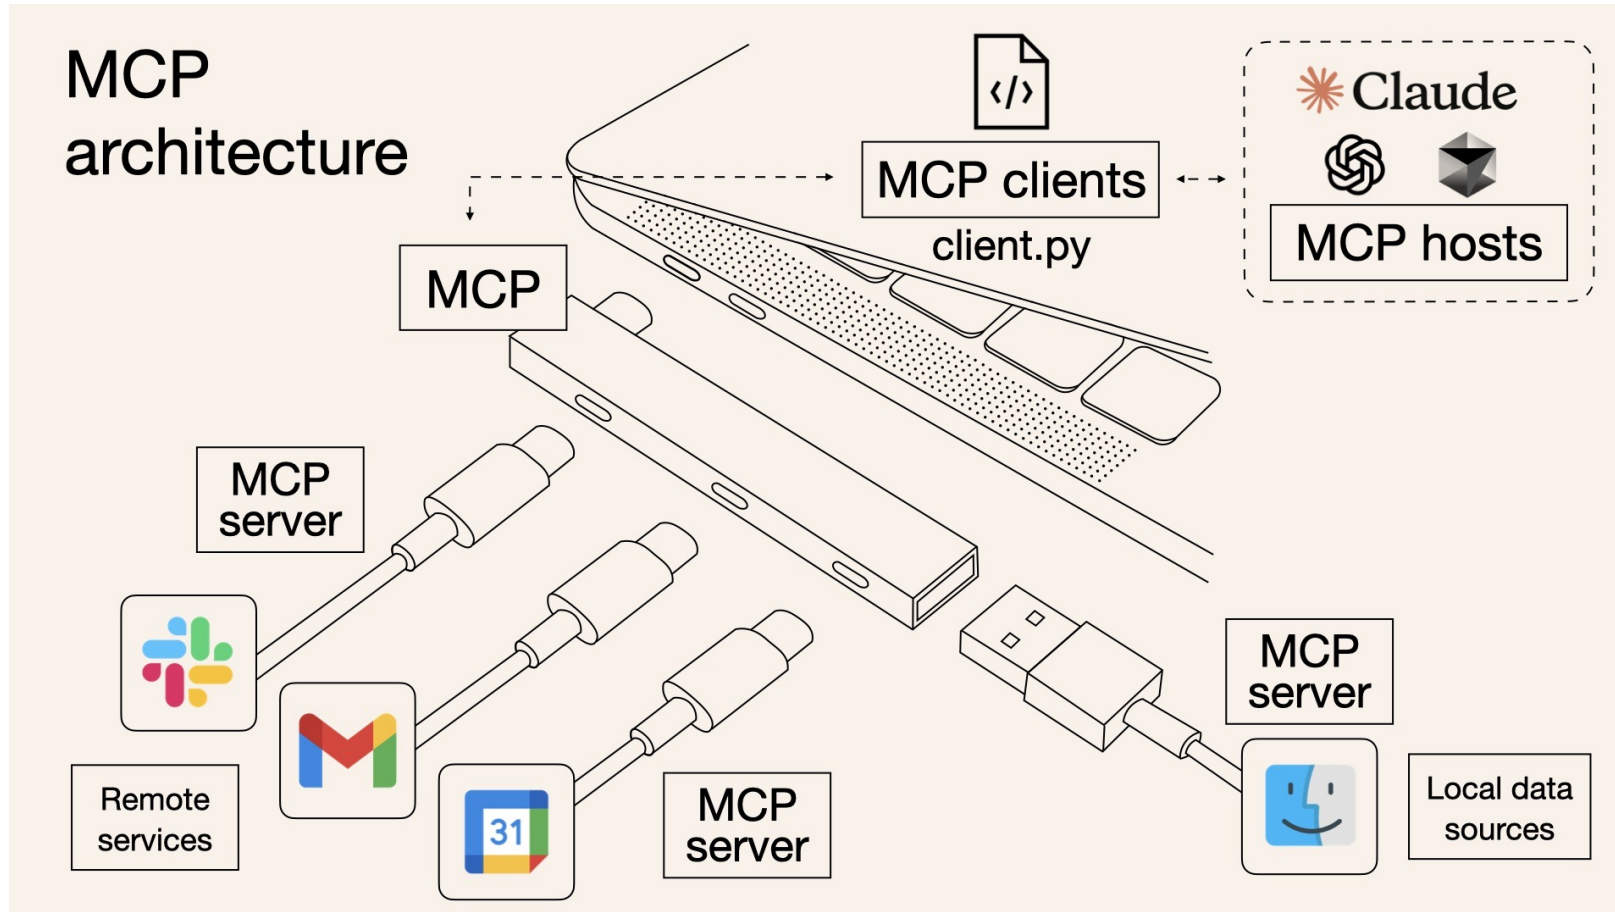 MCP
architecture
</>
Claude
MCP clients
client.py
MCP hosts
MCP
MCP
server
Remote
services
31
MCP
server
MCP
server
Local data
sources